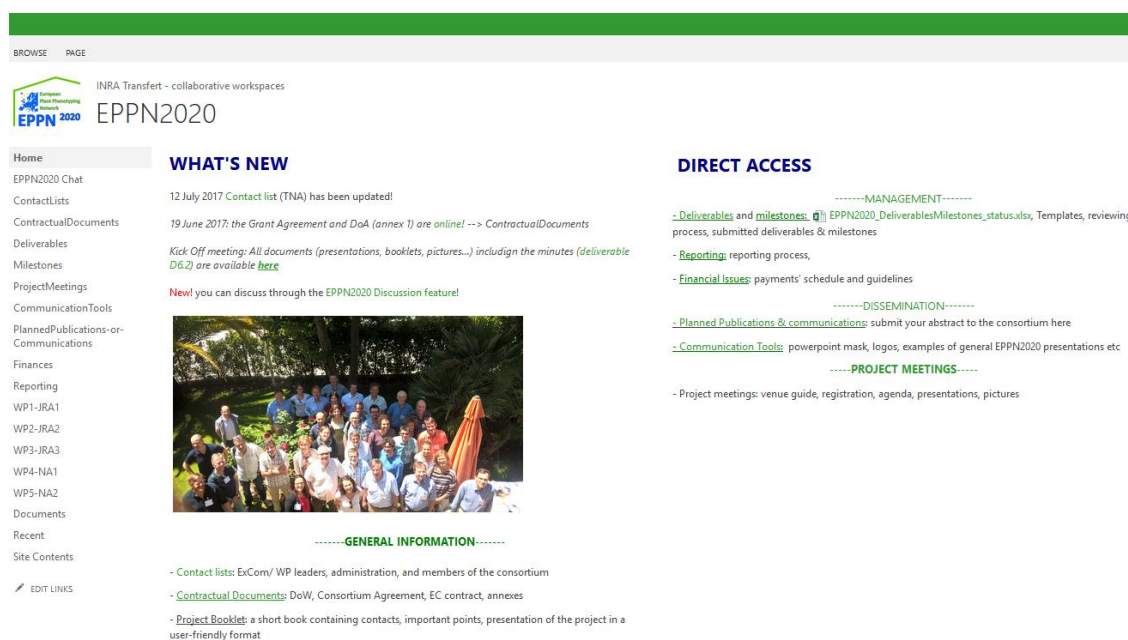 BROWSE PAGE
European
Plant Phenotyping
Network
EPPN 2020
INRA Transfert - collaborative workspaces
EPPN2020
Home
EPPN2020 Chat
ContactLists
ContractualDocuments
Deliverables
Milestones
ProjectMeetings
CommunicationTools
PlannedPublications-or-
Communications
Finances
Reporting
WP1-JRA1
WP2-JRA2
WP3-JRA3
WP4-NA1
WP5-NA2
Documents
Recent
Site Contents
EDIT LINKS
WHAT'S NEW
12 July 2017 Contact list (TNA) has been updated!
19 June 2017: the Grant Agreement and DoA (annex 1) are online! --> ContractualDocuments
Kick Off meeting: All documents (presentations, booklets, pictures...) includign the minutes (deliverable
D6.2) are available here
New! you can discuss through the EPPN2020 Discussion feature!
-------GENERAL INFORMATION-------
- Contact lists: ExCom/ WP leaders, administration, and members of the consortium
- Contractual Documents: DoW, Consortium Agreement, EC contract, annexes
- Project Booklet: a short book containing contacts, important points, presentation of the project in a
user-friendly format
DIRECT ACCESS
-------MANAGEMENT-------
- Deliverables and milestones: EPPN2020_DeliverablesMilestones_status.xlsx, Templates, reviewing
process, submitted deliverables & milestones
- Reporting: reporting process,
- Financial Issues: payments' schedule and guidelines
-------DISSEMINATION-------
- Planned Publications & communications: submit your abstract to the consortium here
- Communication Tools: powerpoint mask, logos, examples of general EPPN2020 presentations etc
-----PROJECT MEETINGS-----
- Project meetings: venue guide, registration, agenda, presentations, pictures